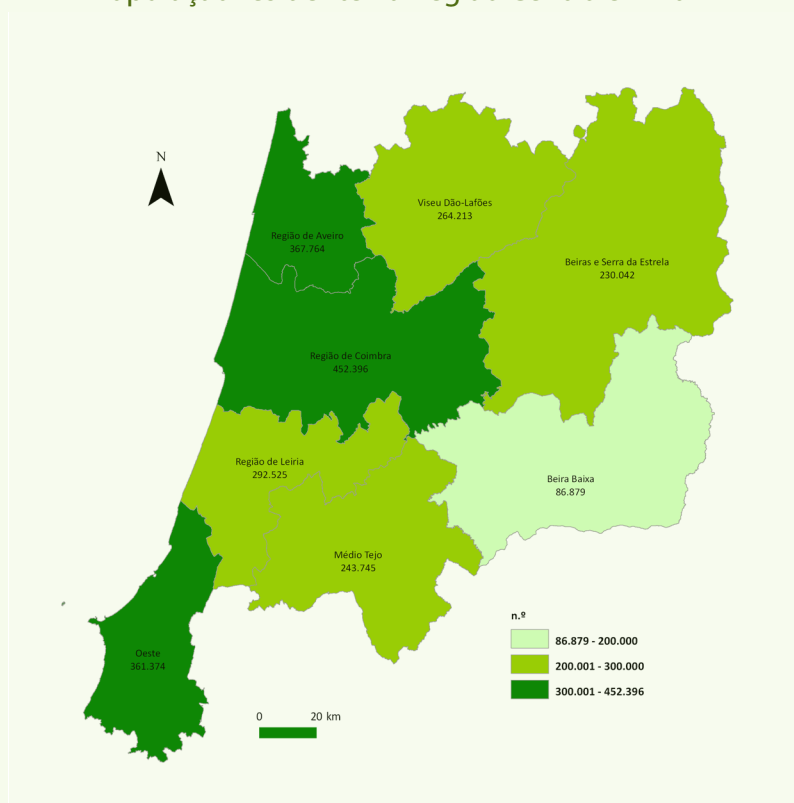 N
Viseu Dão-Lafões
264.213
Região de Aveiro
367.764
Beiras e Serra da Estrela
230.042
Região de Coimbra
452.396
Região de Leiria
292.525
Beira Baixa
86.879
Médio Tejo
243.745
Oeste
361.374
n.º
86.879 - 200.000
200.001 - 300.000
300.001 - 452.396
0 20 km